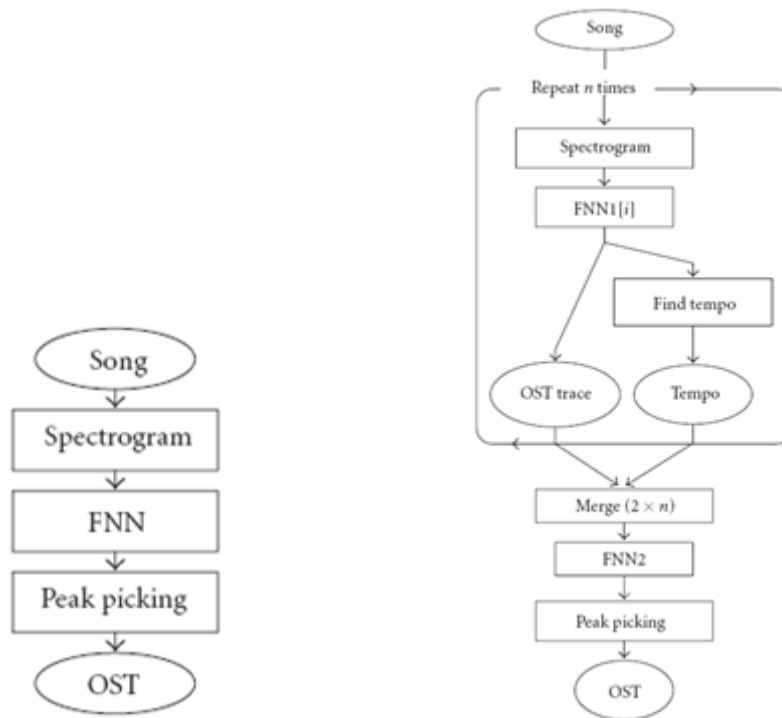 Song
Spectrogram
FNN
Peak picking
OST
Song
Repeat n times
Spectrogram
FNN1[i]
Find tempo
OST trace
Tempo
Merge (2 × n)
FNN2
Peak picking
OST